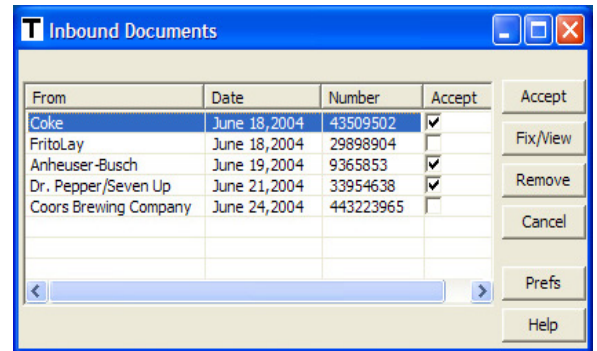 T Inbound Documents
From Date Number Accept
Coke June 18,2004 43509502
FritoLay June 18,2004 29898904
Anheuser-Busch June 19,2004 9365853
Dr. Pepper/Seven Up June 21,2004 33954638
Coors Brewing Company June 24,2004 443223965
Accept
Fix/View
Remove
Cancel
Prefs
Help